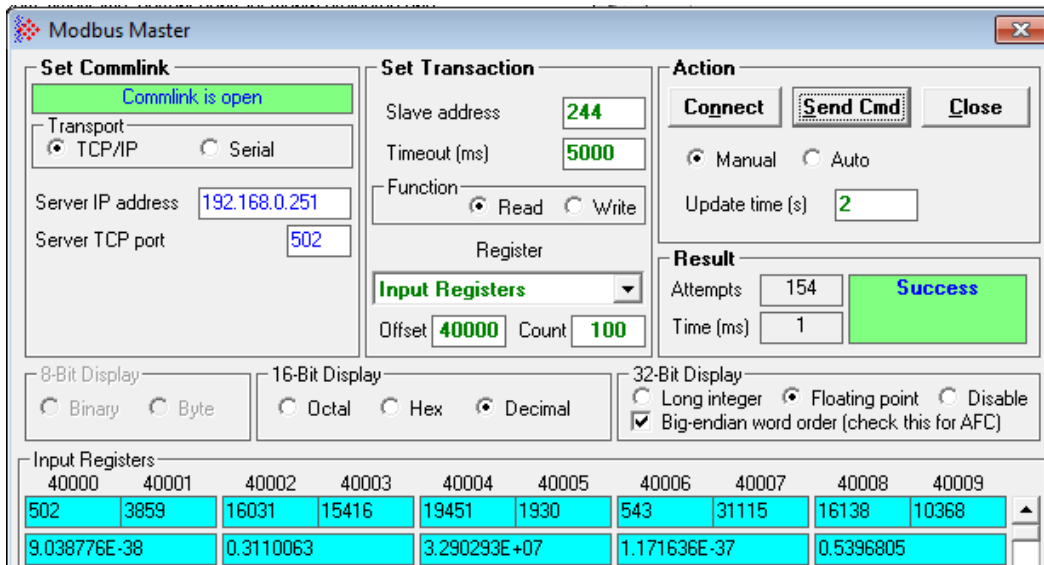 Modbus Master
Set Commlink
Commlink is open
Transport
TCP/IP Serial
Server IP address 192.168.0.251
Server TCP port 502
Set Transaction
Slave address 244
Timeout (ms) 5000
Function
Read Write
Register
Input Registers
Offset 40000 Count 100
Action
Connect Send Cmd Close
Manual Auto
Update time (s) 2
Result
Attempts 154 Success
Time (ms) 1
8-Bit Display
Binary Byte
16-Bit Display
Octal Hex Decimal
32-Bit Display
Long integer Floating point Disable
Big-endian word order (check this for AFC)
Input Registers
40000 40001 40002 40003 40004 40005 40006 40007 40008 40009
502 3859 16031 15416 19451 1930 543 31115 16138 10368
9.038776E-38 0.3110063 3.290293E+07 1.171636E-37 0.5396805